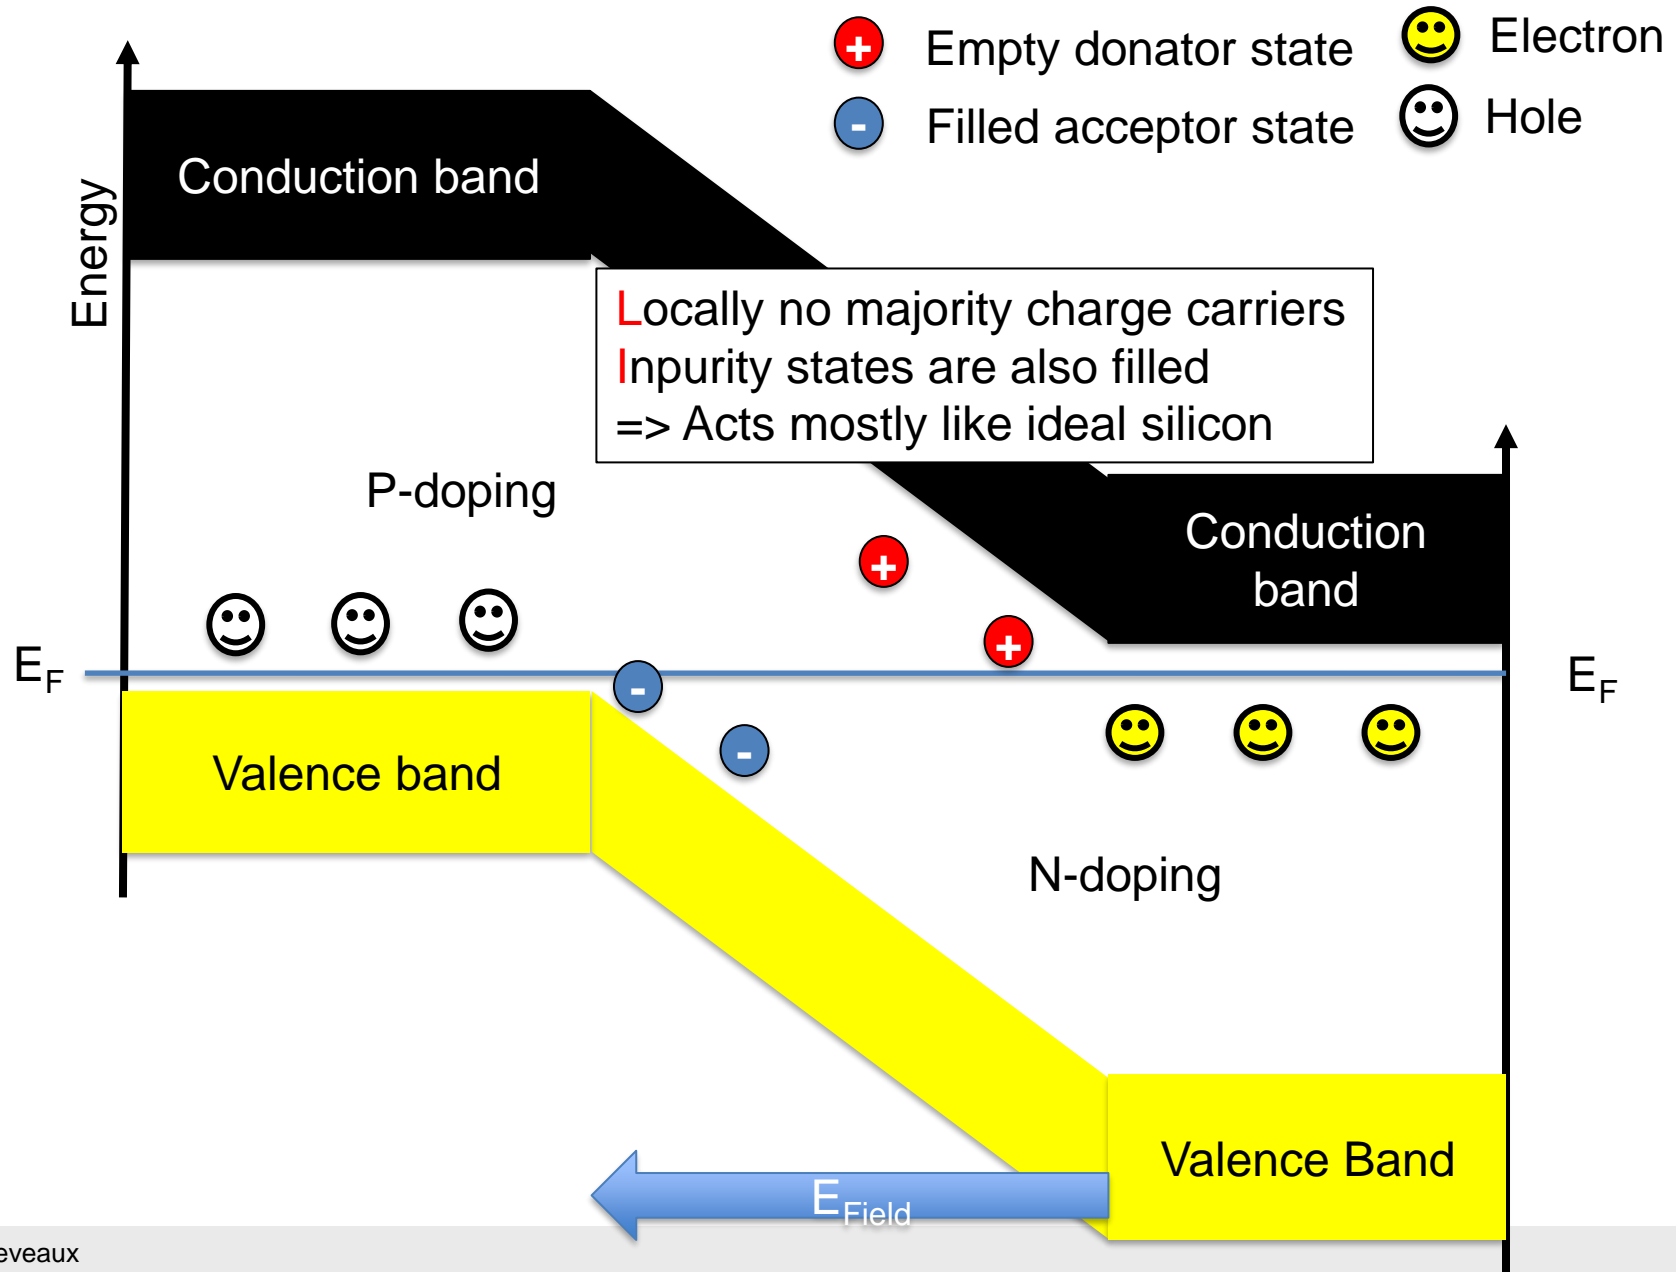 + Empty donator state
Electron
- Filled acceptor state
Hole
Energy
Conduction band
Locally no majority charge carriers
Inpurity states are also filled
=> Acts mostly like ideal silicon
P-doping
Conduction
band
+
+
EF
EF
-
-
Valence band
N-doping
Valence Band
EField
eveaux